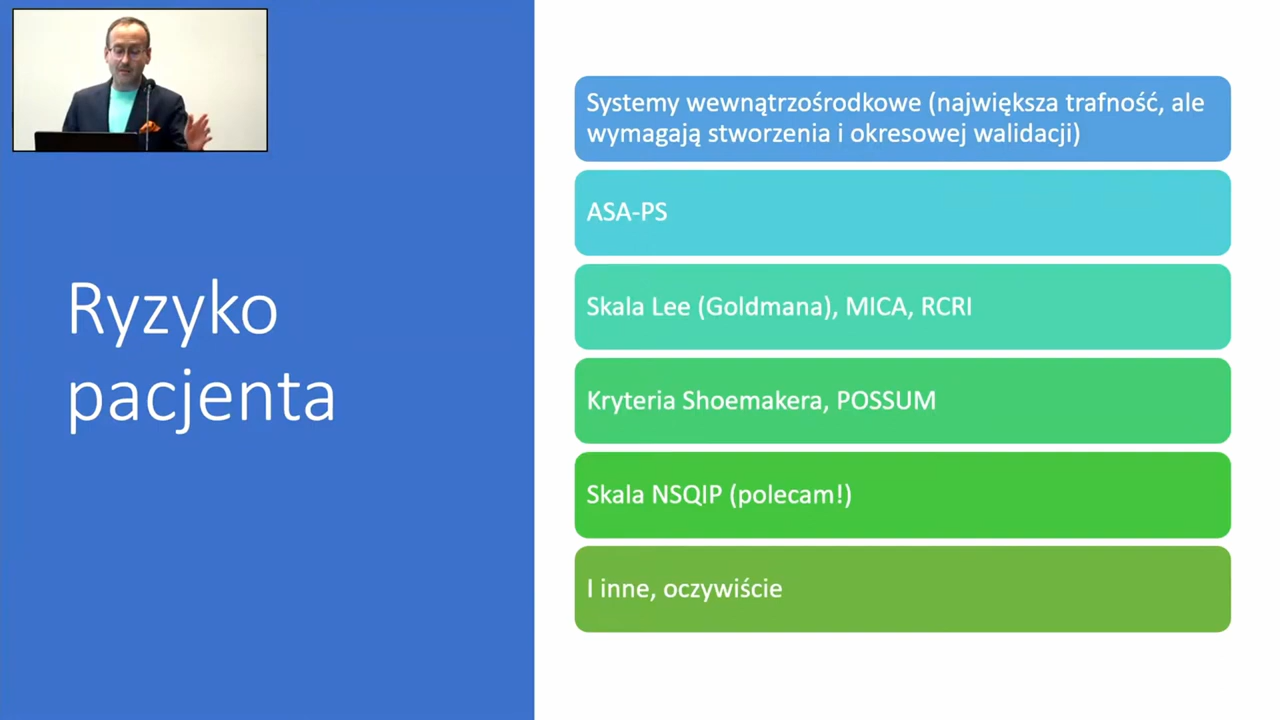 Ryzyko
pacjenta
Systemy wewnątrzośrodkowe (największa trafność, ale
wymagają stworzenia i okresowej walidacji)
ASA-PS
Skala Lee (Goldmana), MICA, RCRI
Kryteria Shoemakera, POSSUM
Skala NSQIP (polecam!)
I inne, oczywiście